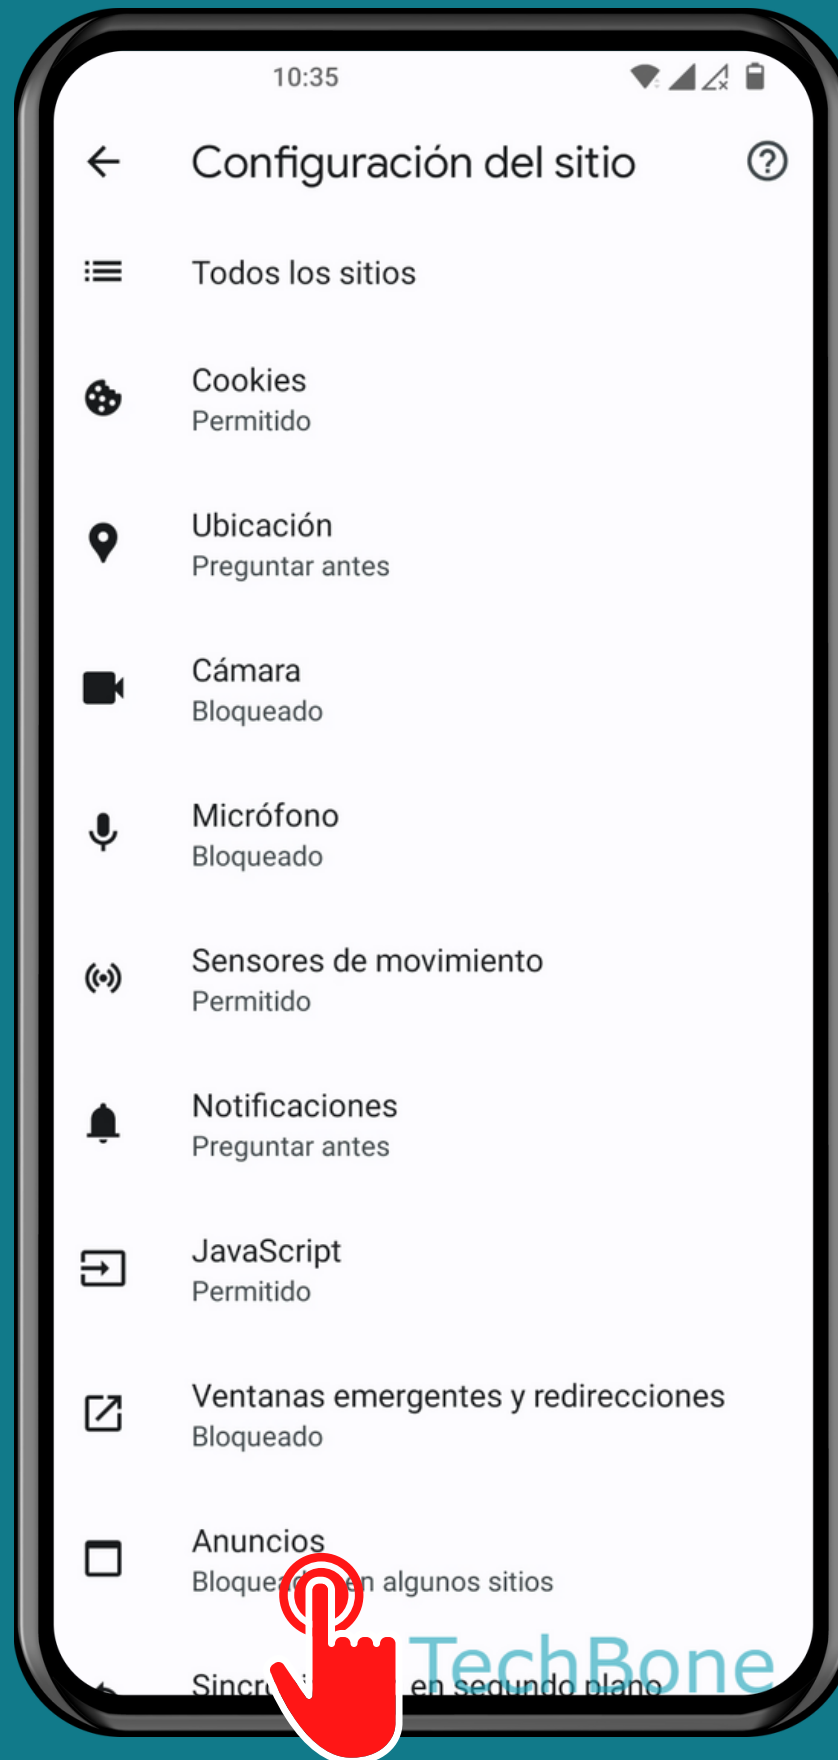 10:35
Configuración del sitio
Todos los sitios
Cookies
Permitido
Ubicación
Preguntar antes
Cámara
Bloqueado
Micrófono
Bloqueado
Sensores de movimiento
Permitido
Notificaciones
Preguntar antes
JavaScript
Permitido
Ventanas emergentes y redirecciones
Bloqueado
Anuncios
en algunos sitios
TechBone
en segundo plano